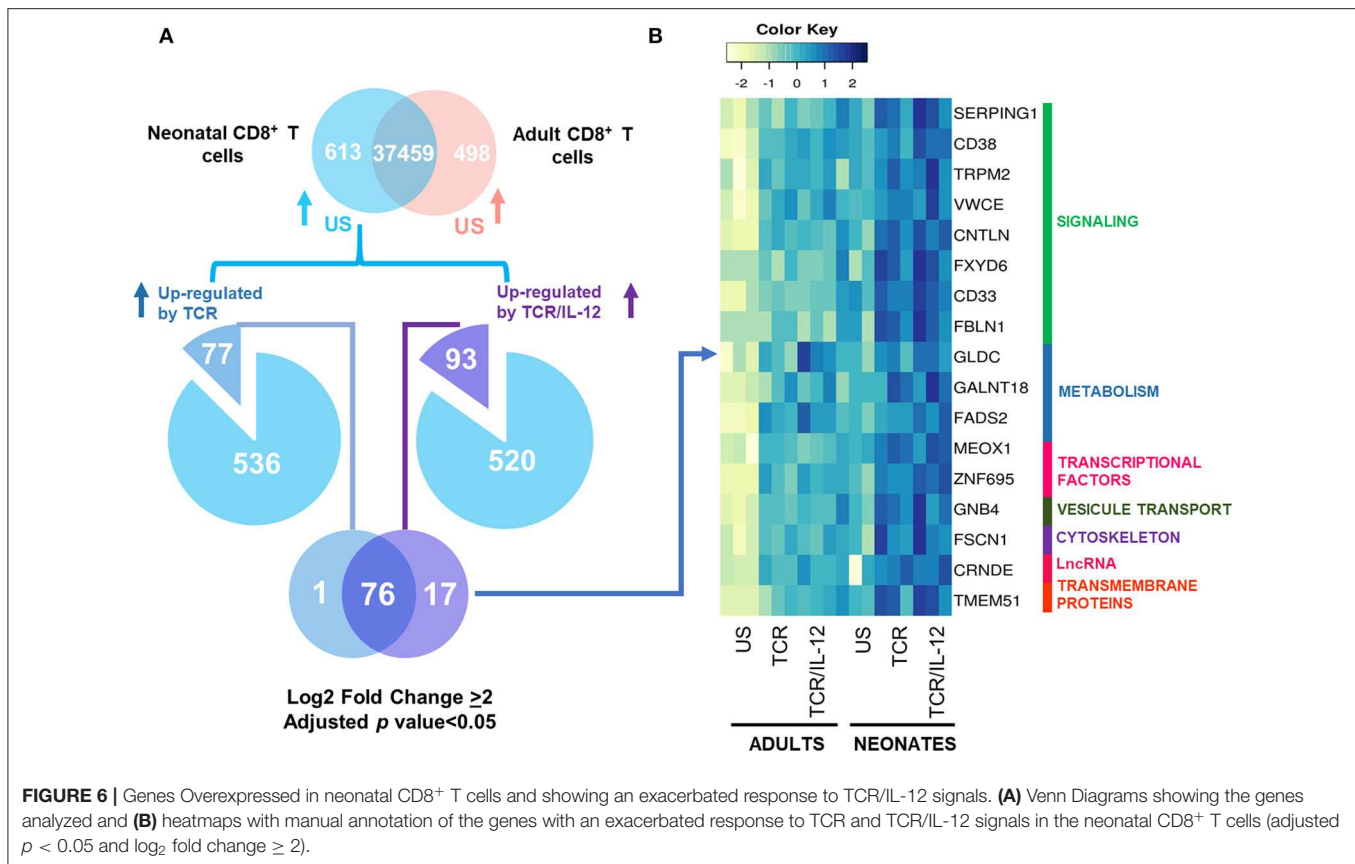 A
Neonatal CD8+ T
cells
613
37459
498
Adult CD8+ T
cells
US
US
Up-regulated
by TCR
Up-regulated
by TCR/IL-12
77
536
93
520
1
76
17
Log2 Fold Change ≥2
Adjusted p value<0.05
B
Color Key
-2 -1 0 1 2
SERPING1
CD38
TRPM2
VWCE
CNTLN
FXYD6
CD33
FBLN1
GLDC
GALNT18
FADS2
MEOX1
ZNF695
GNB4
FSCN1
CRNDE
TMEM51
SIGNALING
METABOLISM
TRANSCRIPTIONAL
FACTORS
VESICULE TRANSPORT
CYTOSKELETON
LncRNA
TRANSMEMBRANE
PROTEINS
US
TCR
TCR/IL-12
US
TCR
TCR/IL-12
ADULTS
NEONATES
FIGURE 6 | Genes Overexpressed in neonatal CD8+ T cells and showing an exacerbated response to TCR/IL-12 signals. (A) Venn Diagrams showing the genes
analyzed and (B) heatmaps with manual annotation of the genes with an exacerbated response to TCR and TCR/IL-12 signals in the neonatal CD8+ T cells (adjusted
p < 0.05 and log2 fold change ≥ 2).